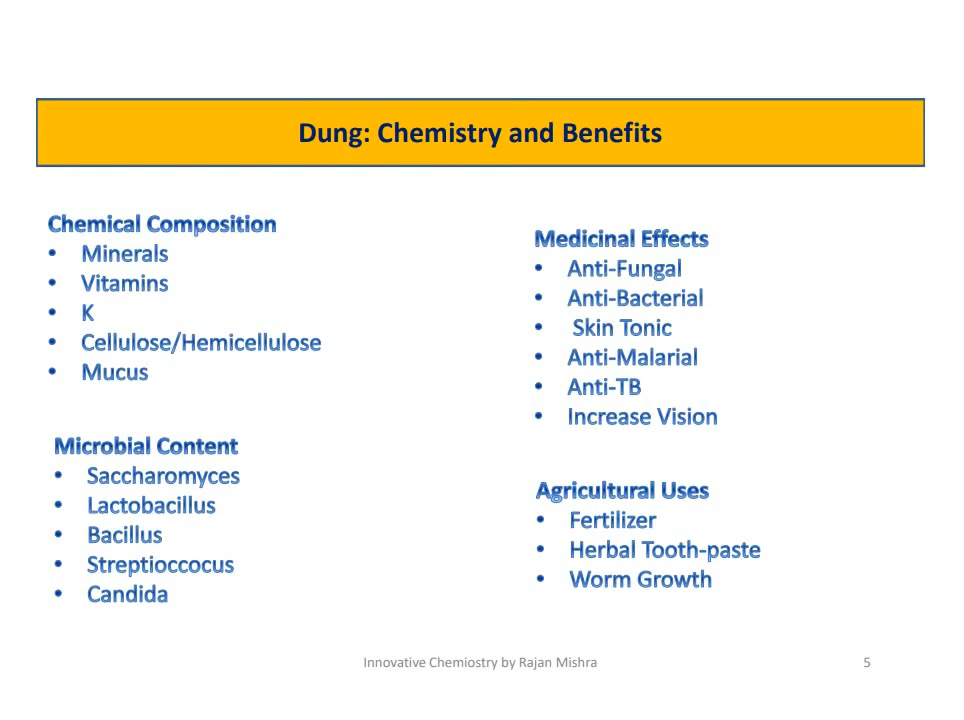 Dung: Chemistry and Benefits
Chemical Composition
• Minerals
• Vitamins
• K
• Cellulose/Hemicellulose
• Mucus
Microbial Content
• Saccharomyces
• Lactobacillus
• Bacillus
• Streptioccocus
• Candida
Medicinal Effects
• Anti-Fungal
• Anti-Bacterial
• Skin Tonic
• Anti-Malarial
• Anti-TB
• Increase Vision
Agricultural Uses
• Fertilizer
• Herbal Tooth-paste
• Worm Growth
Innovative Chemiostry by Rajan Mishra
5